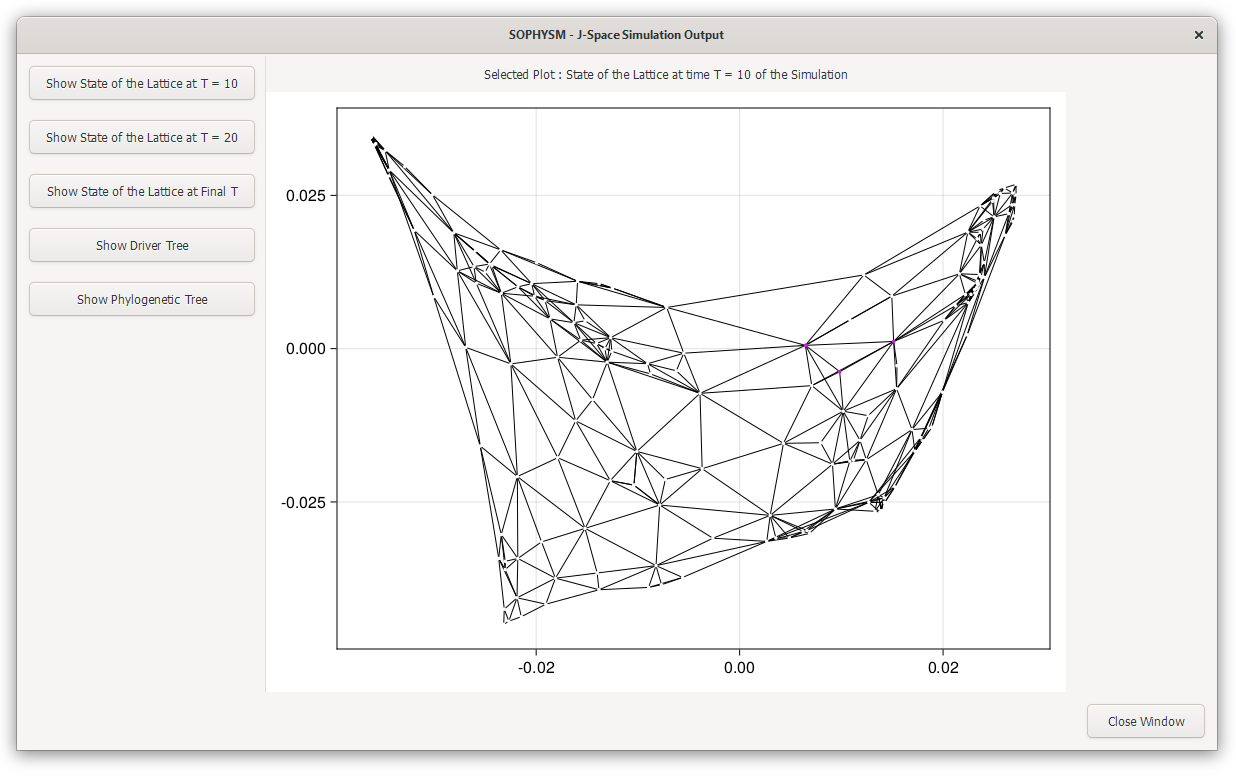 SOPHYSM - J-Space Simulation Output
×
Show State of the Lattice at T = 10
Selected Plot : State of the Lattice at time T = 10 of the Simulation
Show State of the Lattice at T = 20
Show State of the Lattice at Final T
Show Driver Tree
Show Phylogenetic Tree
0.025
0.000
-0.025
-0.02 0.00 0.02
Close Window